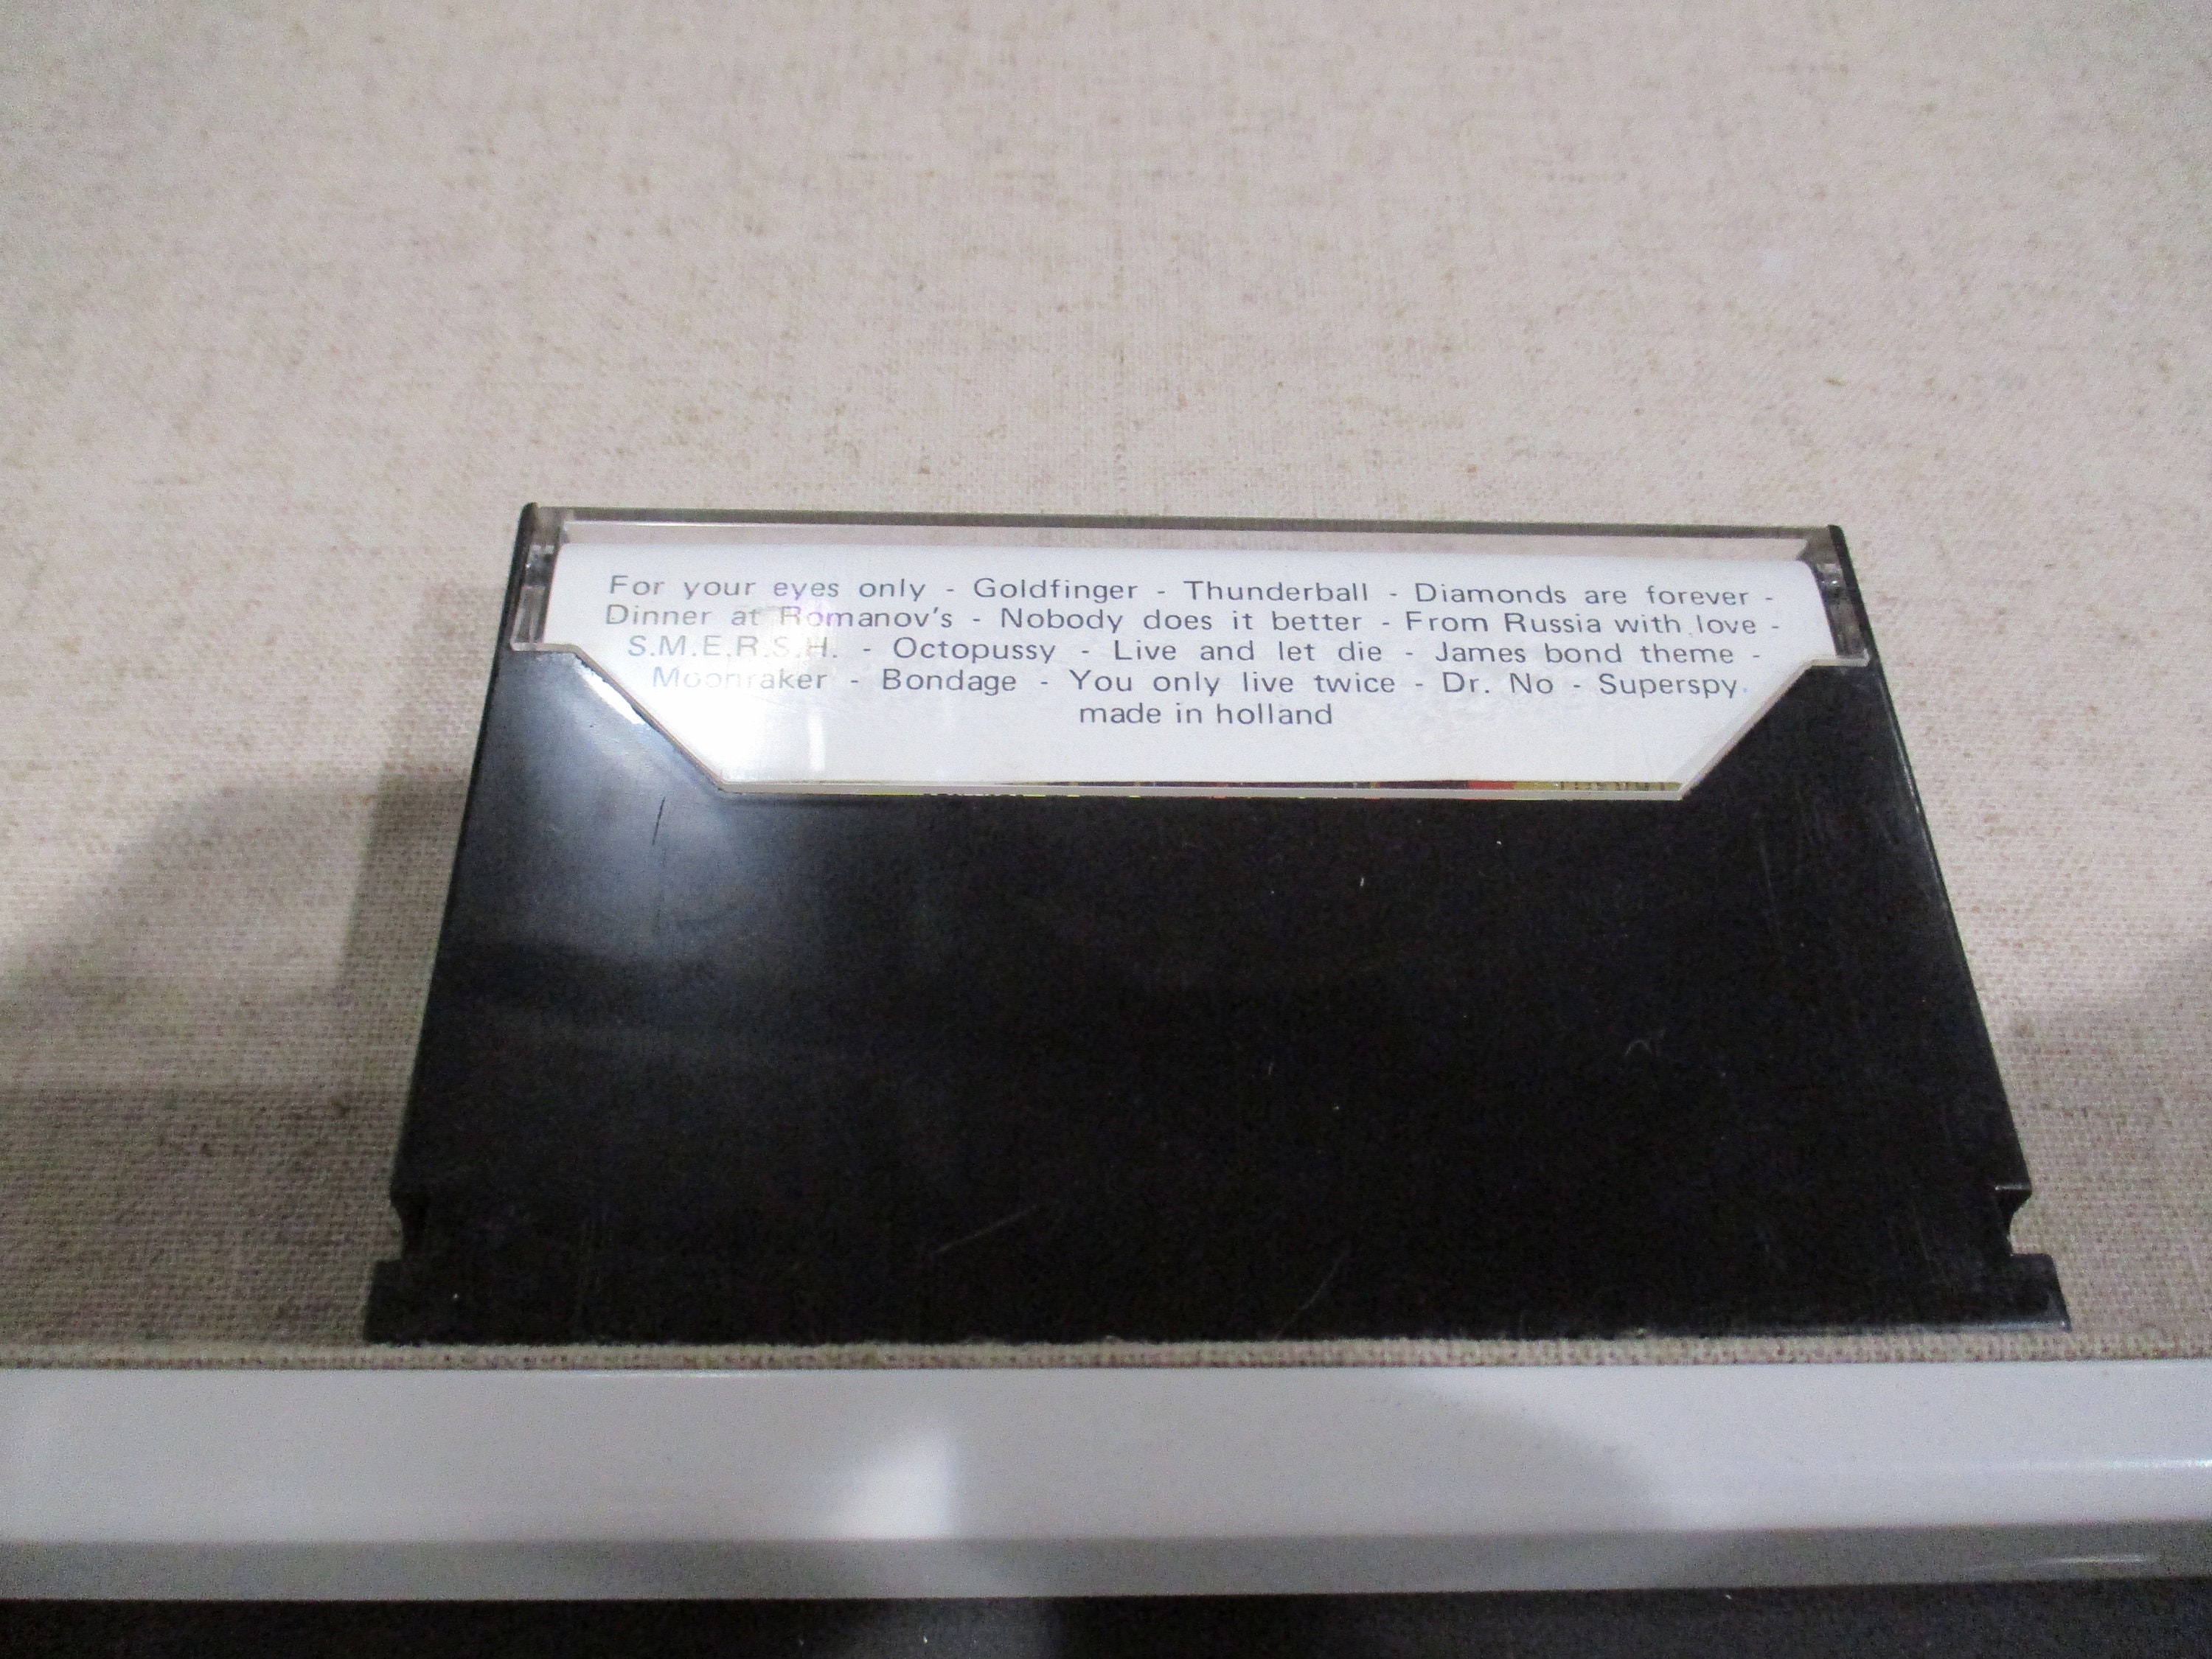 For your eyes only - Goldfinger - Thunderball - Diamonds are forever -
Dinner at Romanov's - Nobody does it better - From Russia with love -
S.M.E.R.S.H. - Octopussy - Live and let die - James bond theme -
Moonraker - Bondage - You only live twice - Dr. No - Superspy.
made in holland